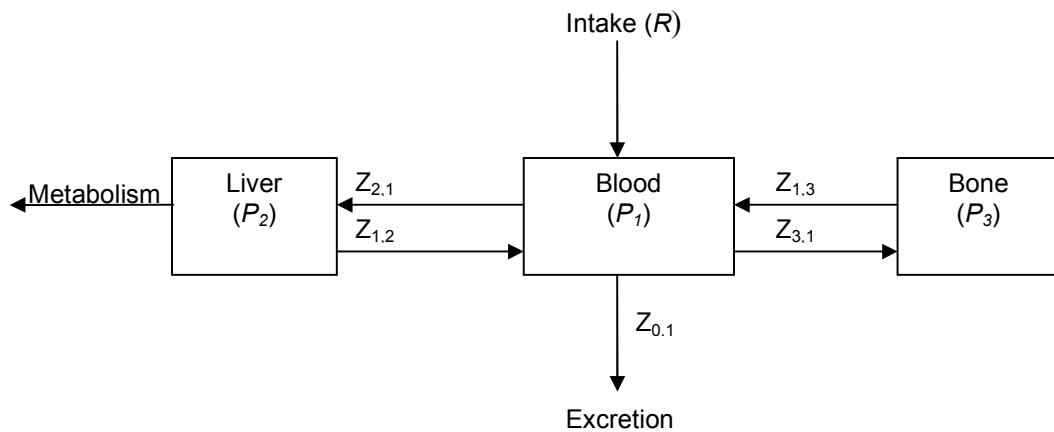 Intake (R)
Metabolism
Liver
(P₂)
Z₂,₁
Z₁,₂
Blood
(P₁)
Z₁,₃
Z₃,₁
Bone
(P₃)
Z₀.₁
Excretion